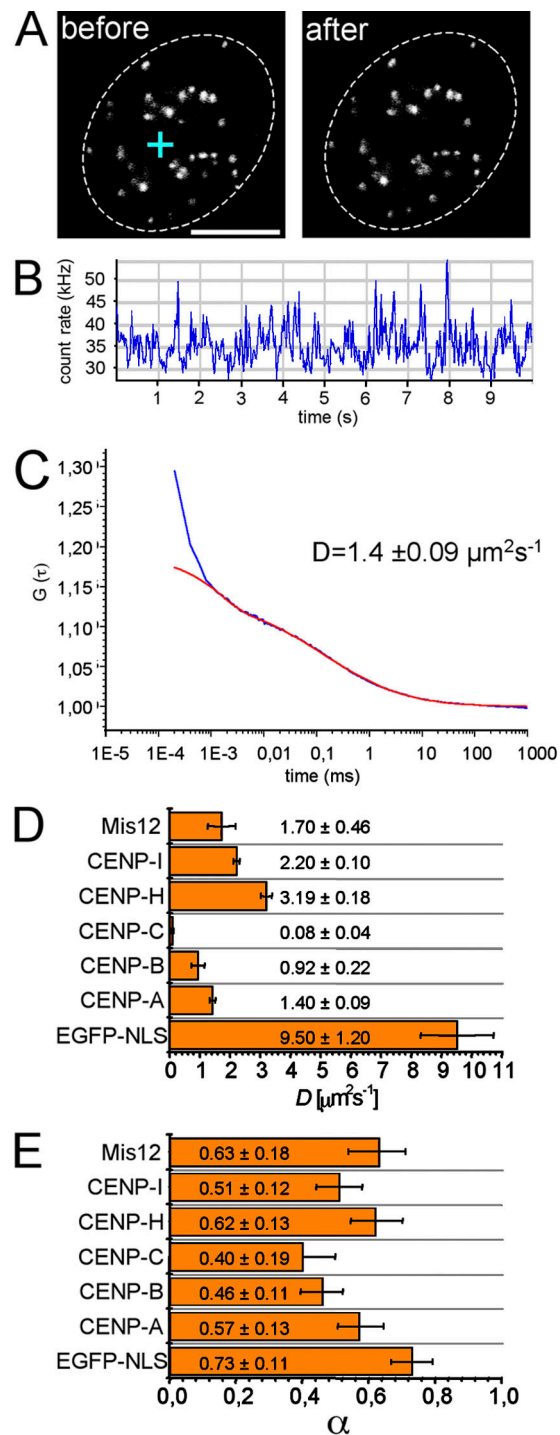 A
before
after
B
count rate (kHz)
50
45
40
35
30
1 2 3 4 5 6 7 8 9
time (s)
C
G (τ)
1,30
1,25
1,20
1,15
1,10
1,05
1,00
D=1.4 ±0.09 µm²s⁻¹
1E-5 1E-4 1E-3 0,01 0,1 1 10 100 1000
time (ms)
D
Mis12 1.70 ± 0.46
CENP-I 2.20 ± 0.10
CENP-H 3.19 ± 0.18
CENP-C 0.08 ± 0.04
CENP-B 0.92 ± 0.22
CENP-A 1.40 ± 0.09
EGFP-NLS 9.50 ± 1.20
0 1 2 3 4 5 6 7 8 9 10 11
D [µm²s⁻¹]
E
Mis12 0.63 ± 0.18
CENP-I 0.51 ± 0.12
CENP-H 0.62 ± 0.13
CENP-C 0.40 ± 0.19
CENP-B 0.46 ± 0.11
CENP-A 0.57 ± 0.13
EGFP-NLS 0.73 ± 0.11
0,0 0,2 0,4 0,6 0,8 1,0
α